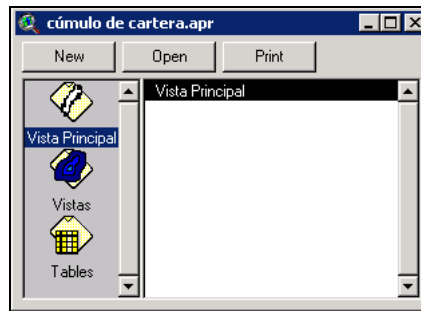 cúmulo de cartera.apr
New Open Print
Vista Principal
Vista Principal
Vistas
Tables